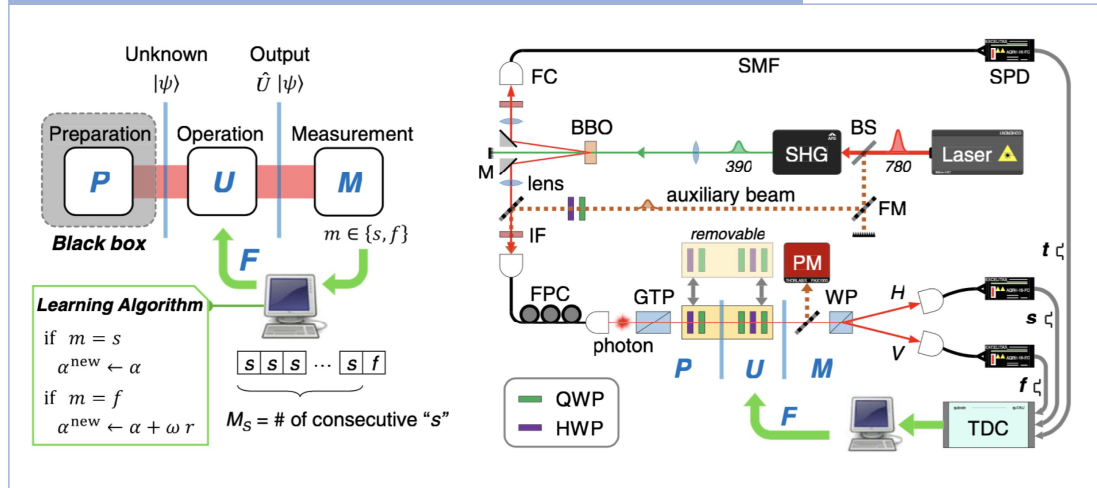 Unknown
|ψ⟩
Output
Û |ψ⟩
Preparation
P
Operation
U
Measurement
M
Black box
m ∈ {s, f}
F
Learning Algorithm
if m = s
α^new ← α
if m = f
α^new ← α + ω r
s s s ... s f
M_S = # of consecutive “s”
FC
SMF
SPD
BBO
SHG
BS
Laser
390
780
M
lens
auxiliary beam
FM
IF
removable
PM
t
FPC
GTP
WP
H
s
photon
V
P
U
M
f
QWP
HWP
F
TDC